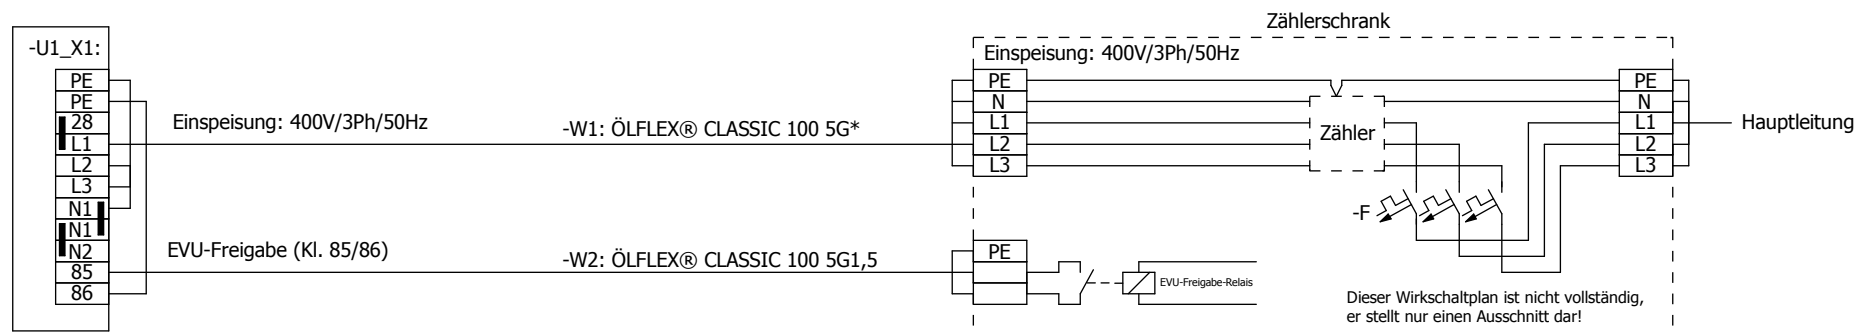 Zählerschrank
-U1_X1:
PE
PE
28
L1
L2
L3
N1
N1
N2
85
86
Einspeisung: 400V/3Ph/50Hz
-W1: ÖLFLEX® CLASSIC 100 5G*
EVU-Freigabe (Kl. 85/86)
-W2: ÖLFLEX® CLASSIC 100 5G1,5
Einspeisung: 400V/3Ph/50Hz
PE
N
L1
L2
L3
Zähler
-F
PE
N
L1
L2
L3
Hauptleitung
PE
EVU-Freigabe-Relais
Dieser Wirkschaltplan ist nicht vollständig,
er stellt nur einen Ausschnitt dar!